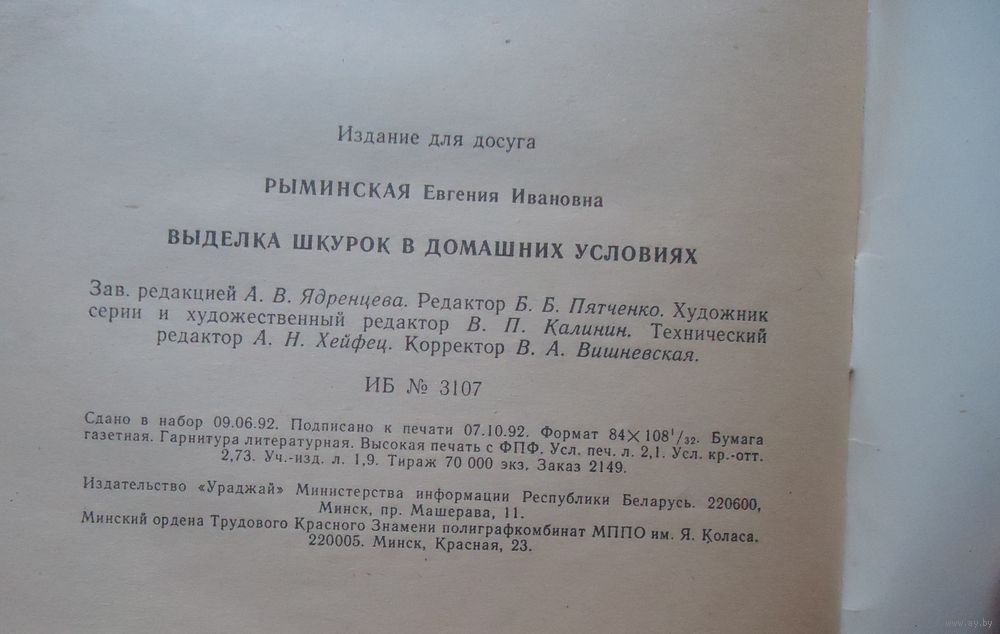 Издание для досуга
РЫМИНСКАЯ Евгения Ивановна
ВЫДЕЛКА ШКУРОК В ДОМАШНИХ УСЛОВИЯХ
Зав. редакцией А. В. Ядренцева. Редактор Б. Б. Пятченко. Художник
серии и художественный редактор В. П. Калинин. Технический
редактор А. Н. Хейфец. Корректор В. А. Вишневская.
ИБ № 3107
Сдано в набор 09.06.92. Подписано к печати 07.10.92. Формат 84×108¹/₃₂. Бумага
газетная. Гарнитура литературная. Высокая печать с ФПФ. Усл. печ. л. 2,1. Усл. кр.-отт.
2,73. Уч.-изд. л. 1,9. Тираж 70 000 экз. Заказ 2149.
Издательство «Ураджай» Министерства информации Республики Беларусь. 220600,
Минск, пр. Машерава, 11.
Минский ордена Трудового Красного Знамени полиграфкомбинат МППО им. Я. Коласа.
220005. Минск, Красная, 23.
www.ay.by